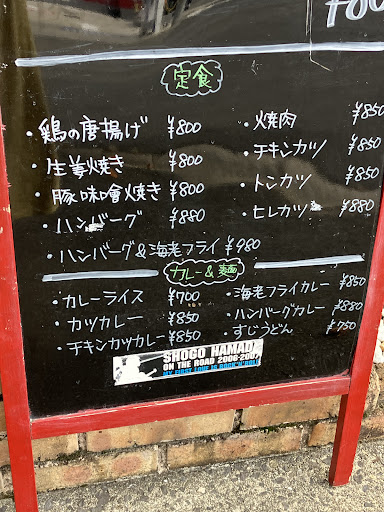 定食
・鶏の唐揚げ ¥800
・生姜焼き ¥800
・豚味噌焼き ¥800
・ハンバーグ ¥880
・ハンバーグ&海老フライ ¥980
・焼肉 ¥850
・チキンカツ ¥850
・トンカツ ¥850
・ヒレカツ ¥880
カレー&麺
・カレーライス ¥700
・カツカレー ¥850
・チキンカツカレー ¥850
・海老フライカレー ¥850
・ハンバーグカレー ¥880
・すじうどん ¥750
SHOGO HAMADA
ON THE ROAD 2006-2007